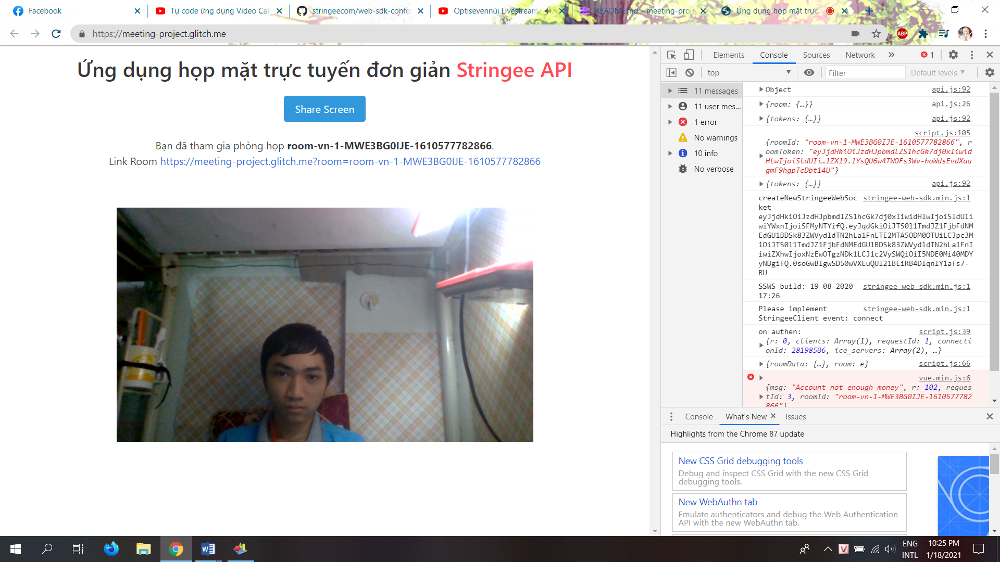 Facebook
Tự code ứng dụng Video Call
stringeecom/web-sdk-confe
Optisevennúi Livestream
README.md – meeting-proj
Ứng dụng họp mặt trực
https://meeting-project.glitch.me
ABP
Ứng dụng họp mặt trực tuyến đơn giản Stringee API
Share Screen
Bạn đã tham gia phòng họp room-vn-1-MWE3BG0IJE-1610577782866.
Link Room https://meeting-project.glitch.me?room=room-vn-1-MWE3BG0IJE-1610577782866
Elements Console Sources Network » 1
top Filter Default levels
11 messages
11 user mes...
1 error
No warnings
10 info
No verbose
Object api.js:92
{room: {…}} api.js:26
{tokens: {…}} api.js:92
script.js:105
{roomId: "room-vn-1-MWE3BG0IJE-1610577782866", r
oomToken: "eyJjdHkiOiJzdHJpbmdlZS1hcGk7dj0xIiwid
HlwIjoiSldUIi…1ZX19.1YsQU6w4TWOFs3Wv-hoWdsEvdXaa
gmF9hgpTcDbt14U"}
{tokens: {…}} api.js:92
createNewStringeeWebSoc stringee-web-sdk.min.js:1
ket
eyJjdHkiOiJzdHJpbmdlZS1hcGk7dj0xIiwidHlwIjoiSldUIi
wiYWxnIjoiSFMyNTYifQ.eyJqdGkiOiJTS0l1TmdJZ1FjbFdNM
EdGU1BDSk83ZWVydldTN2hLa1FnLTE2MTA5ODM0OTUiLCJpc3M
iOiJTS0l1TmdJZ1FjbFdNMEdGU1BDSk83ZWVydldTN2hLa1FnI
iwiZXhwIjoxNzEwOTgzNDk1LCJ1c2VySWQiOiI5NDE0Mi40MDY
yNDgifQ.0soGwBIgwSD50wVXEuQUl21BEiRB4DIqnlY1afs7-
RU
SSWS build: 19-08-2020 stringee-web-sdk.min.js:1
17:26
Please implement stringee-web-sdk.min.js:1
StringeeClient event: connect
on authen: script.js:39
{r: 0, clients: Array(1), requestId: 1, connecti
onId: 28198506, ice_servers: Array(2), …}
{roomData: {…}, room: e} script.js:66
vue.min.js:6
{msg: "Account not enough money", r: 102, reques
tId: 3, roomId: "room-vn-1-MWE3BG0IJE-1610577782
866"}
Console What's New Issues
Highlights from the Chrome 87 update
New CSS Grid debugging tools
Debug and inspect CSS Grid with the new CSS Grid
debugging tools.
New WebAuthn tab
Emulate authenticators and debug the Web Authentication
API with the new WebAuthn tab.
ENG
INTL
10:25 PM
1/18/2021